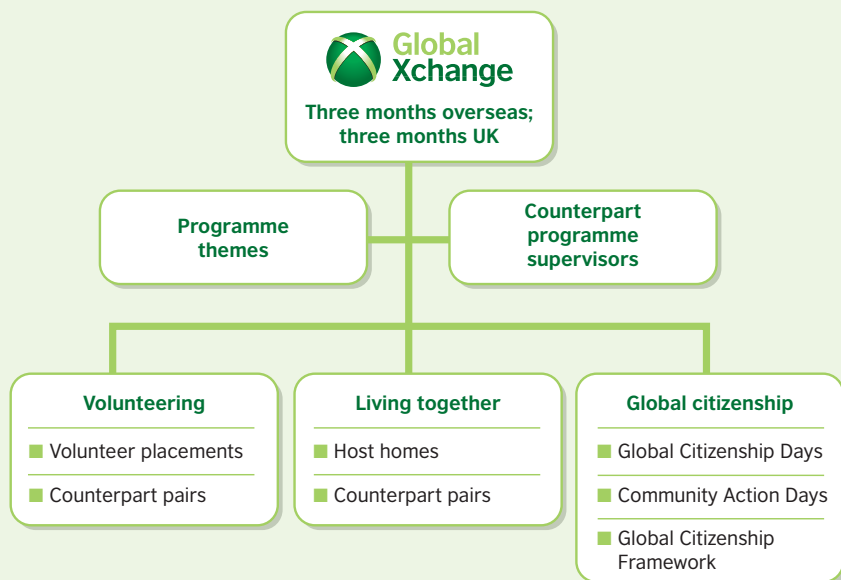 Global
Xchange
Three months overseas;
three months UK
Programme
themes
Counterpart
programme
supervisors
Volunteering
Volunteer placements
Counterpart pairs
Living together
Host homes
Counterpart pairs
Global citizenship
Global Citizenship Days
Community Action Days
Global Citizenship
Framework